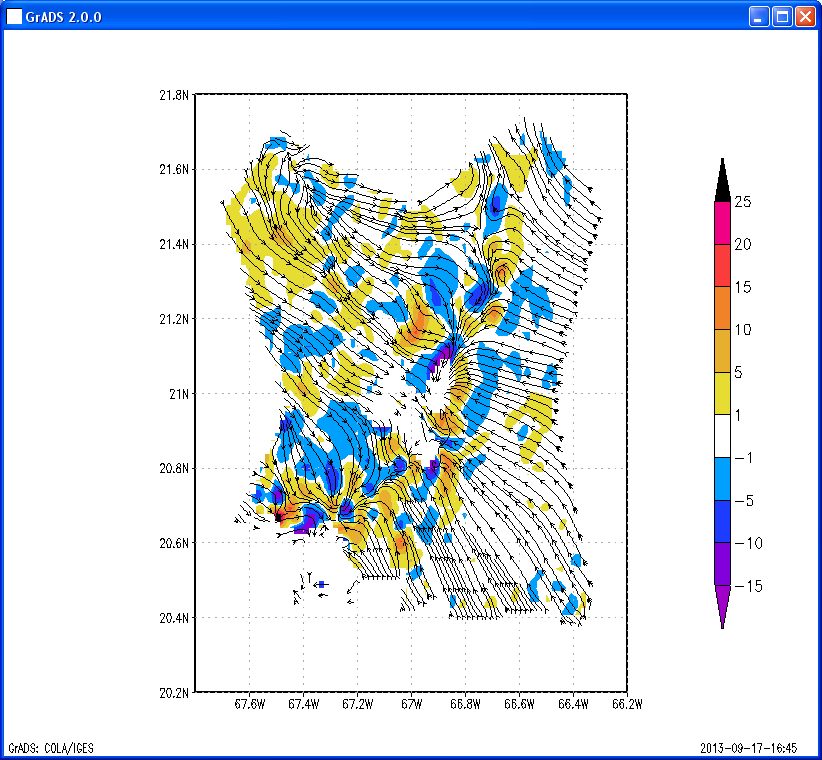 GrADS 2.0.0
21.8N
21.6N
21.4N
21.2N
21N
20.8N
20.6N
20.4N
20.2N
67.6W 67.4W 67.2W 67W 66.8W 66.6W 66.4W 66.2W
25
20
15
10
5
1
-1
-5
-10
-15
GrADS: COLA/IGES 2013-09-17-16:45